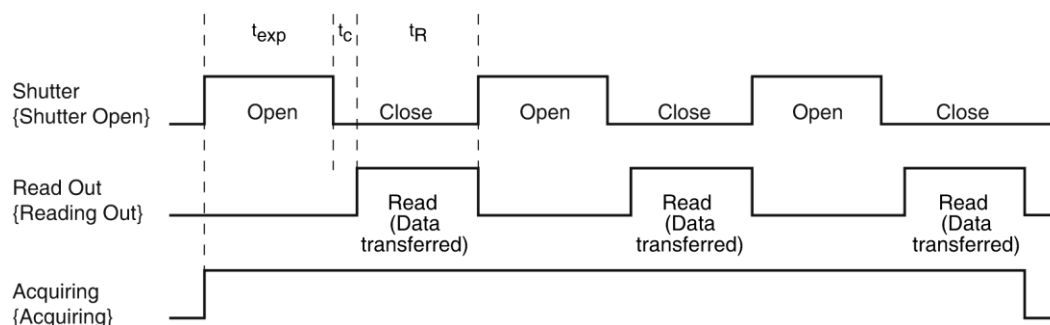 t_exp t_c t_R
Shutter
{Shutter Open}
Open Close Open Close Open Close
Read Out
{Reading Out}
Read Read Read
(Data (Data (Data
transferred) transferred) transferred)
Acquiring
{Acquiring}